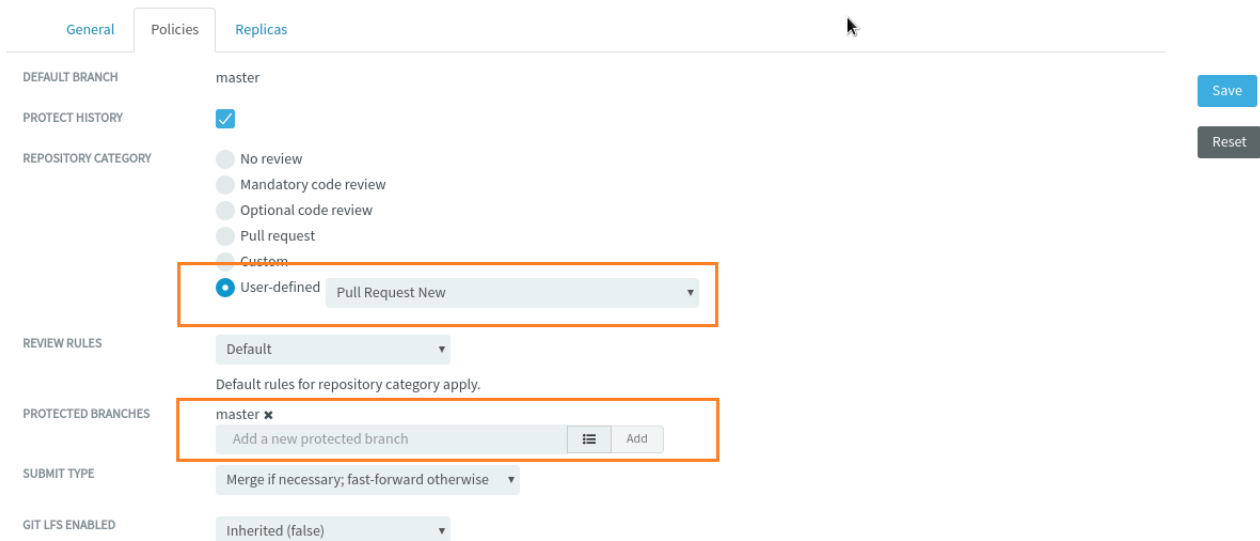 General Policies Replicas
DEFAULT BRANCH master
Save
PROTECT HISTORY
Reset
REPOSITORY CATEGORY No review
Mandatory code review
Optional code review
Pull request
Custom
User-defined Pull Request New
REVIEW RULES Default
Default rules for repository category apply.
PROTECTED BRANCHES master
Add a new protected branch Add
SUBMIT TYPE Merge if necessary; fast-forward otherwise
GIT LFS ENABLED Inherited (false)